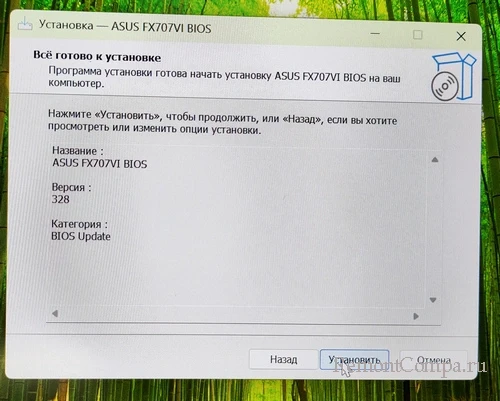 Установка — ASUS FX707VI BIOS
Всё готово к установке
Программа установки готова начать установку ASUS FX707VI BIOS на ваш
компьютер.
Нажмите «Установить», чтобы продолжить, или «Назад», если вы хотите
просмотреть или изменить опции установки.
Название :
ASUS FX707VI BIOS
Версия :
328
Категория :
BIOS Update
Назад
Установить
Отмена
RemontCompa.ru